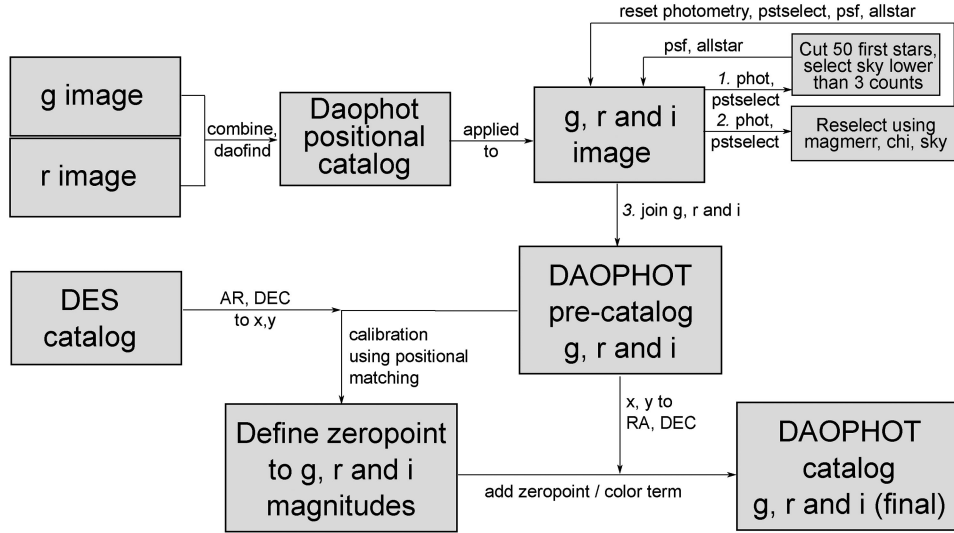 reset photometry, pstselect, psf, allstar
psf, allstar
Cut 50 first stars,
select sky lower
than 3 counts
g image
r image
combine,
daofind
Daophot
positional
catalog
applied
to
g, r and i
image
1. phot,
pstselect
2. phot,
pstselect
Reselect using
magmerr, chi, sky
3. join g, r and i
DES
catalog
AR, DEC
to x,y
DAOPHOT
pre-catalog
g, r and i
calibration
using positional
matching
x, y to
RA, DEC
Define zeropoint
to g, r and i
magnitudes
add zeropoint / color term
DAOPHOT
catalog
g, r and i (final)